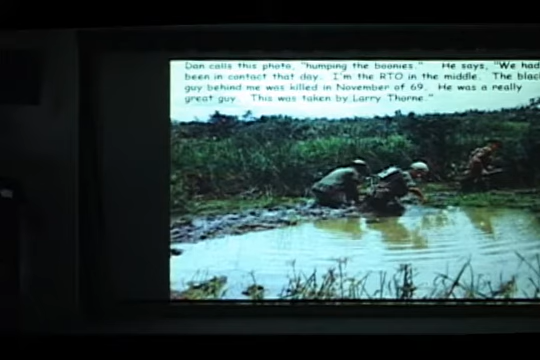 Dan calls this photo, "humping the boonies." He says, "We had
been in contact that day. I'm the RTO in the middle. The black
guy behind me was killed in November of 69. He was a really
great guy. This was taken by Larry Thorne."